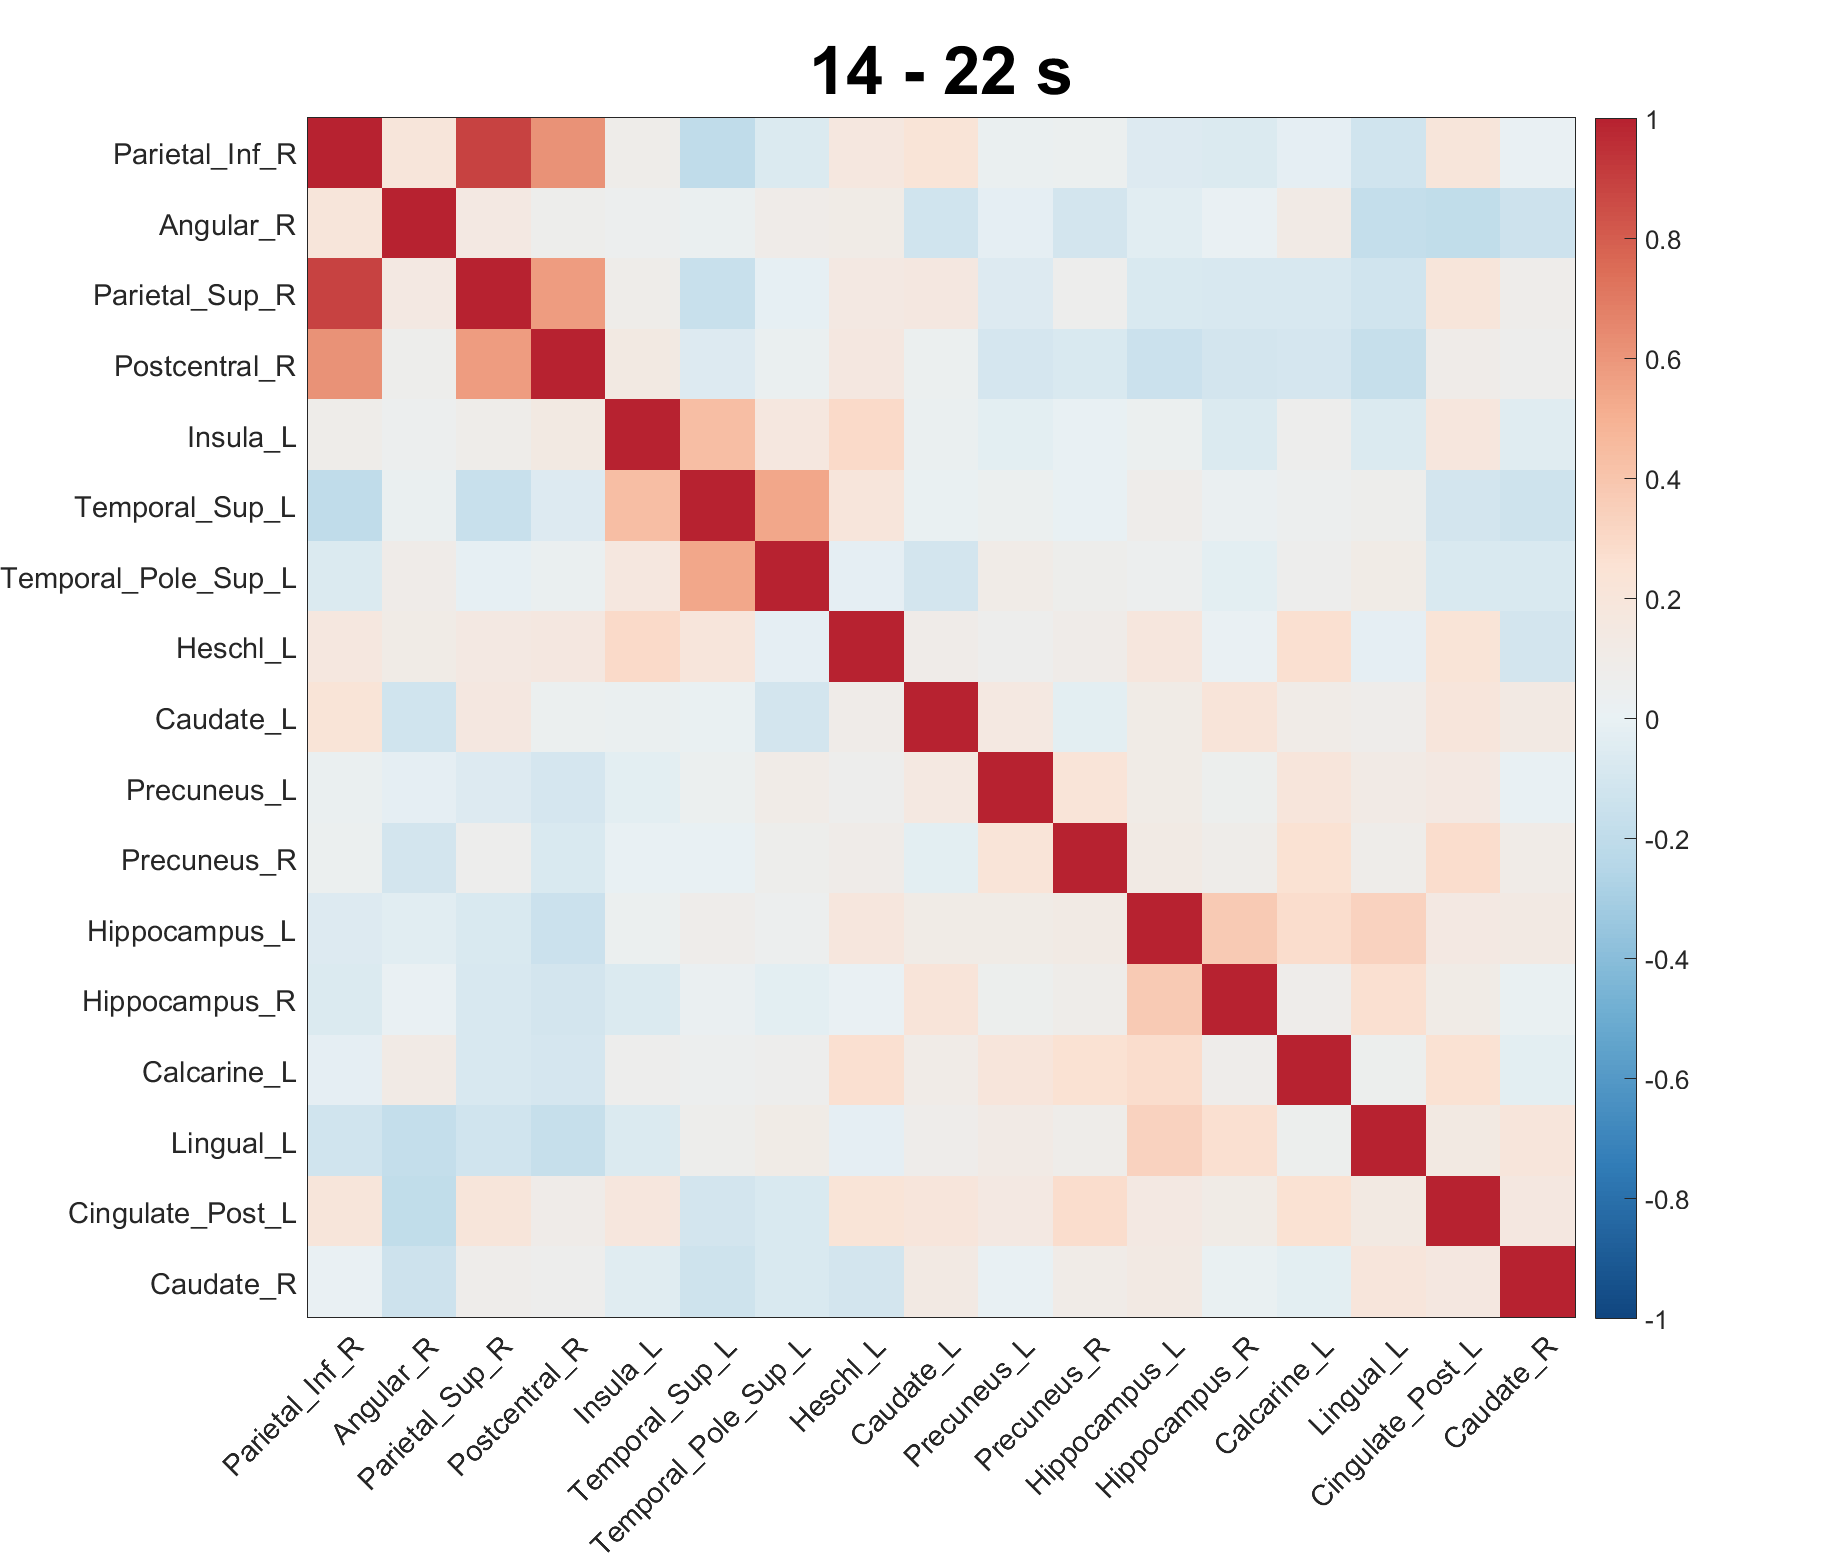 14 - 22 s
Parietal_Inf_R
Angular_R
Parietal_Sup_R
Postcentral_R
Insula_L
Temporal_Sup_L
Temporal_Pole_Sup_L
Heschl_L
Caudate_L
Precuneus_L
Precuneus_R
Hippocampus_L
Hippocampus_R
Calcarine_L
Lingual_L
Cingulate_Post_L
Caudate_R
Parietal_Inf_R
Angular_R
Parietal_Sup_R
Postcentral_R
Insula_L
Temporal_Sup_L
Temporal_Pole_Sup_L
Heschl_L
Caudate_L
Precuneus_L
Precuneus_R
Hippocampus_L
Hippocampus_R
Calcarine_L
Lingual_L
Cingulate_Post_L
Caudate_R
1
0.8
0.6
0.4
0.2
0
-0.2
-0.4
-0.6
-0.8
-1